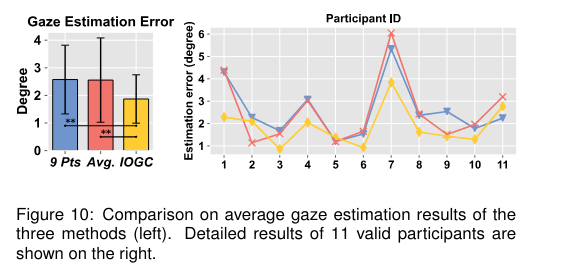 Gaze Estimation Error
Degree
4
3
2
1
0
**
**
9 Pts Avg. IOGC
Participant ID
Estimation error (degree)
6
5
4
3
2
1
1 2 3 4 5 6 7 8 9 10 11
Figure 10: Comparison on average gaze estimation results of the
three methods (left). Detailed results of 11 valid participants are
shown on the right.